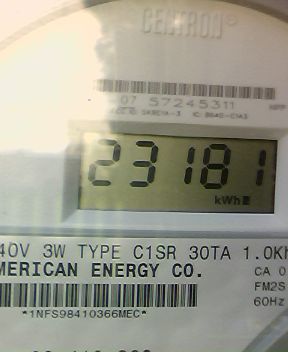 CENTRON®
07 57245311
23181
kWh
40V 3W TYPE C1SR 30TA 1.0K
MERICAN ENERGY CO.
CA 0
FM2S
60Hz
*1NFS98410366MEC*